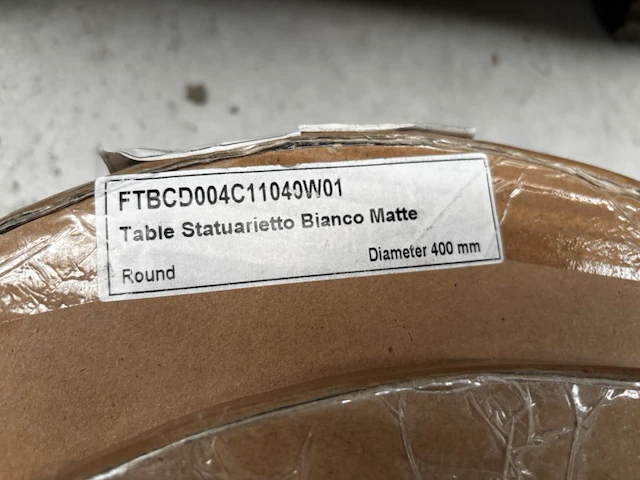 FTBCD004C11040W01
Table Statuarietto Bianco Matte
Round
Diameter 400 mm